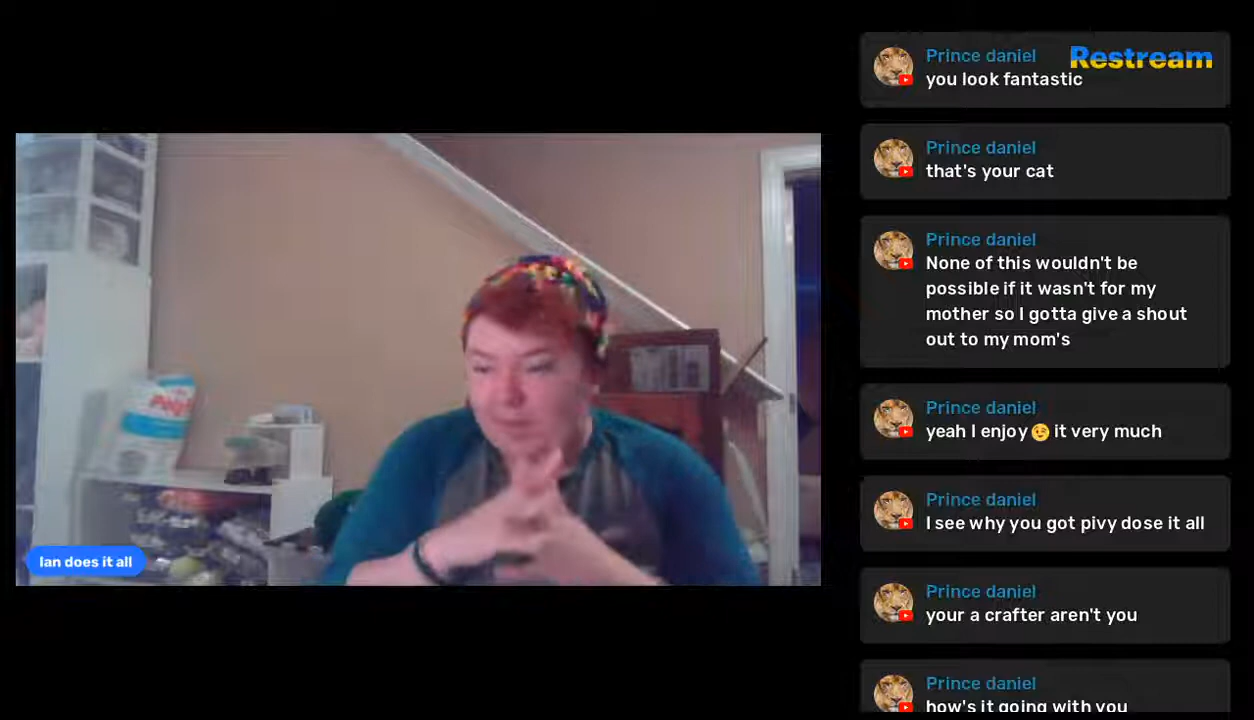 Restream
Prince daniel
you look fantastic
Prince daniel
that's your cat
Prince daniel
None of this wouldn't be
possible if it wasn't for my
mother so I gotta give a shout
out to my mom's
Prince daniel
yeah I enjoy 😉 it very much
Prince daniel
I see why you got pivy dose it all
Prince daniel
your a crafter aren't you
Prince daniel
how's it going with you
Ian does it all